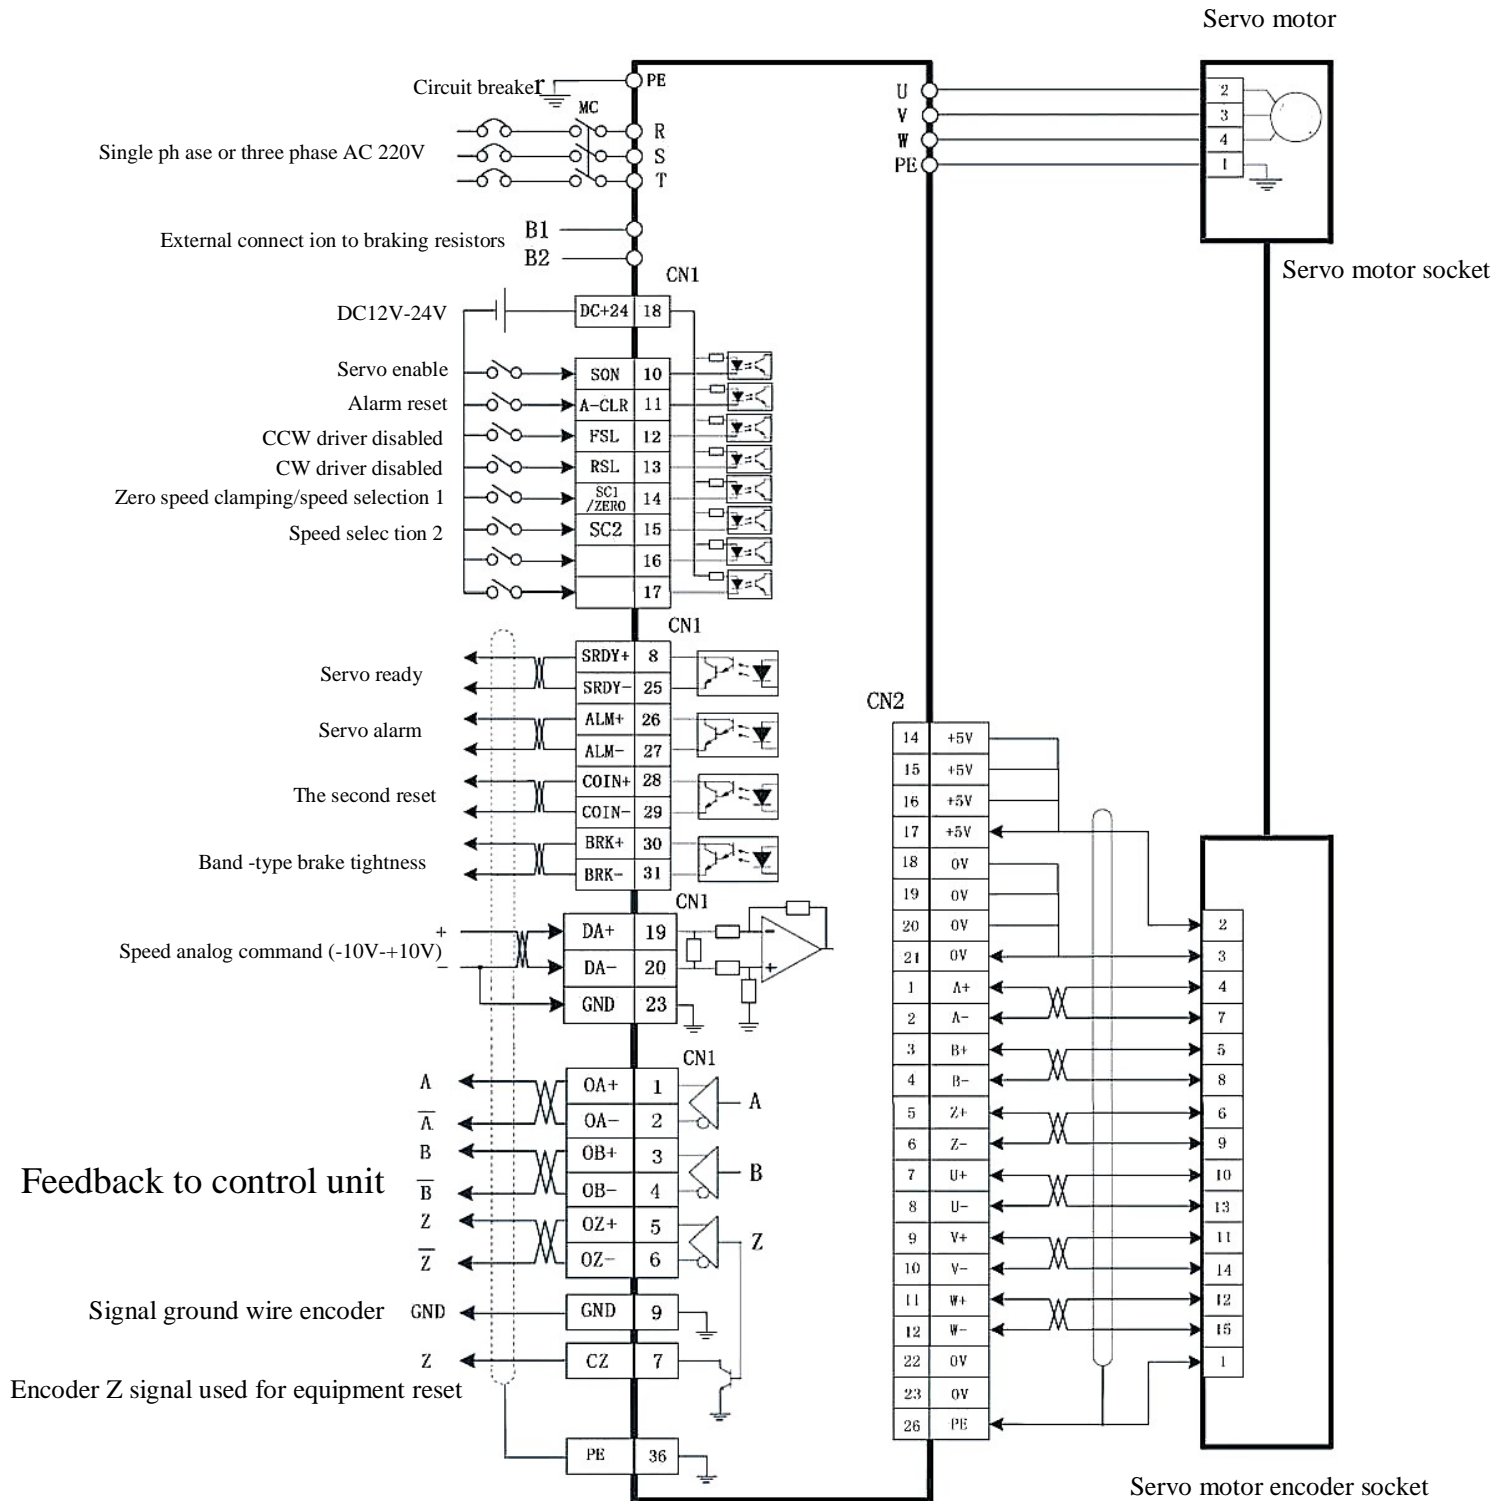 Servo motor
Circuit breaker
PE
MC
R
Single ph ase or three phase AC 220V
S
T
B1
External connect ion to braking resistors
B2
U
V
W
PE
2
3
4
1
Servo motor socket
CN1
DC12V-24V
DC+24 18
Servo enable SON 10
Alarm reset A-CLR 11
CCW driver disabled FSL 12
CW driver disabled RSL 13
Zero speed clamping/speed selection 1 SC1 /ZERO 14
Speed selec tion 2 SC2 15
16
17
CN1
SRDY+ 8
Servo ready
SRDY- 25
ALM+ 26
Servo alarm
ALM- 27
COIN+ 28
The second reset
COIN- 29
BRK+ 30
Band -type brake tightness
BRK- 31
CN1
+ DA+ 19 -
Speed analog command (-10V-+10V)
- DA- 20 +
GND 23
CN1
A OA+ 1
A
A̅ OA- 2
B OB+ 3
Feedback to control unit
B
B̅ OB- 4
Z OZ+ 5
Z
Z̅ OZ- 6
Signal ground wire encoder GND GND 9
Z CZ 7
Encoder Z signal used for equipment reset
PE 36
CN2
14 +5V
15 +5V
16 +5V
17 +5V
18 0V
19 0V
20 0V 2
21 0V 3
1 A+ 4
2 A- 7
3 B+ 5
4 B- 8
5 Z+ 6
6 Z- 9
7 U+ 10
8 U- 13
9 V+ 11
10 V- 14
11 W+ 12
12 W- 15
22 0V 1
23 0V
26 PE
Servo motor encoder socket